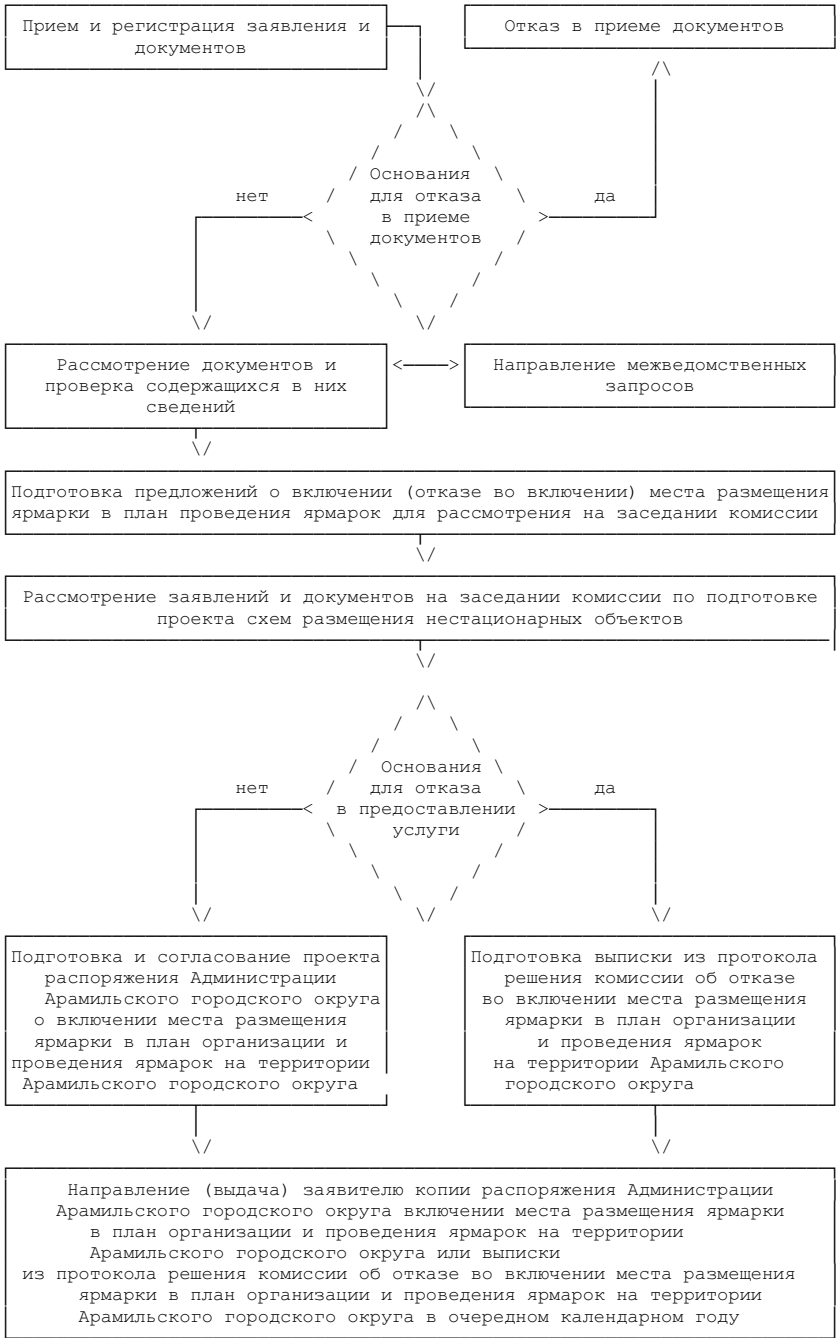 Прием и регистрация заявления и
документов
Отказ в приеме документов
Основания
для отказа
в приеме
документов
нет
да
Рассмотрение документов и
проверка содержащихся в них
сведений
Направление межведомственных
запросов
Подготовка предложений о включении (отказе во включении) места размещения
ярмарки в план проведения ярмарок для рассмотрения на заседании комиссии
Рассмотрение заявлений и документов на заседании комиссии по подготовке
проекта схем размещения нестационарных объектов
Основания
для отказа
в предоставлении
услуги
нет
да
Подготовка и согласование проекта
распоряжения Администрации
Арамильского городского округа
о включении места размещения
ярмарки в план организации и
проведения ярмарок на территории
Арамильского городского округа
Подготовка выписки из протокола
решения комиссии об отказе
во включении места размещения
ярмарки в план организации
и проведения ярмарок
на территории Арамильского
городского округа
Направление (выдача) заявителю копии распоряжения Администрации
Арамильского городского округа включении места размещения ярмарки
в план организации и проведения ярмарок на территории
Арамильского городского округа или выписки
из протокола решения комиссии об отказе во включении места размещения
ярмарки в план организации и проведения ярмарок на территории
Арамильского городского округа в очередном календарном году